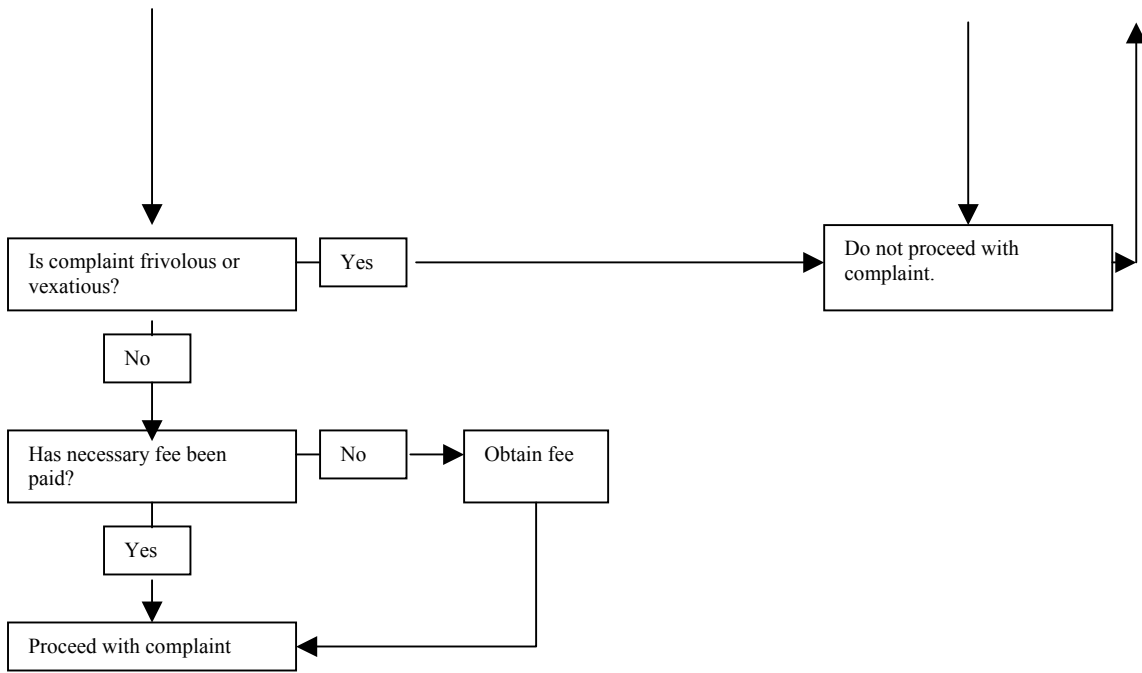 Is complaint frivolous or
vexatious?
Yes
Do not proceed with
complaint.
No
Has necessary fee been
paid?
No
Obtain fee
Yes
Proceed with complaint